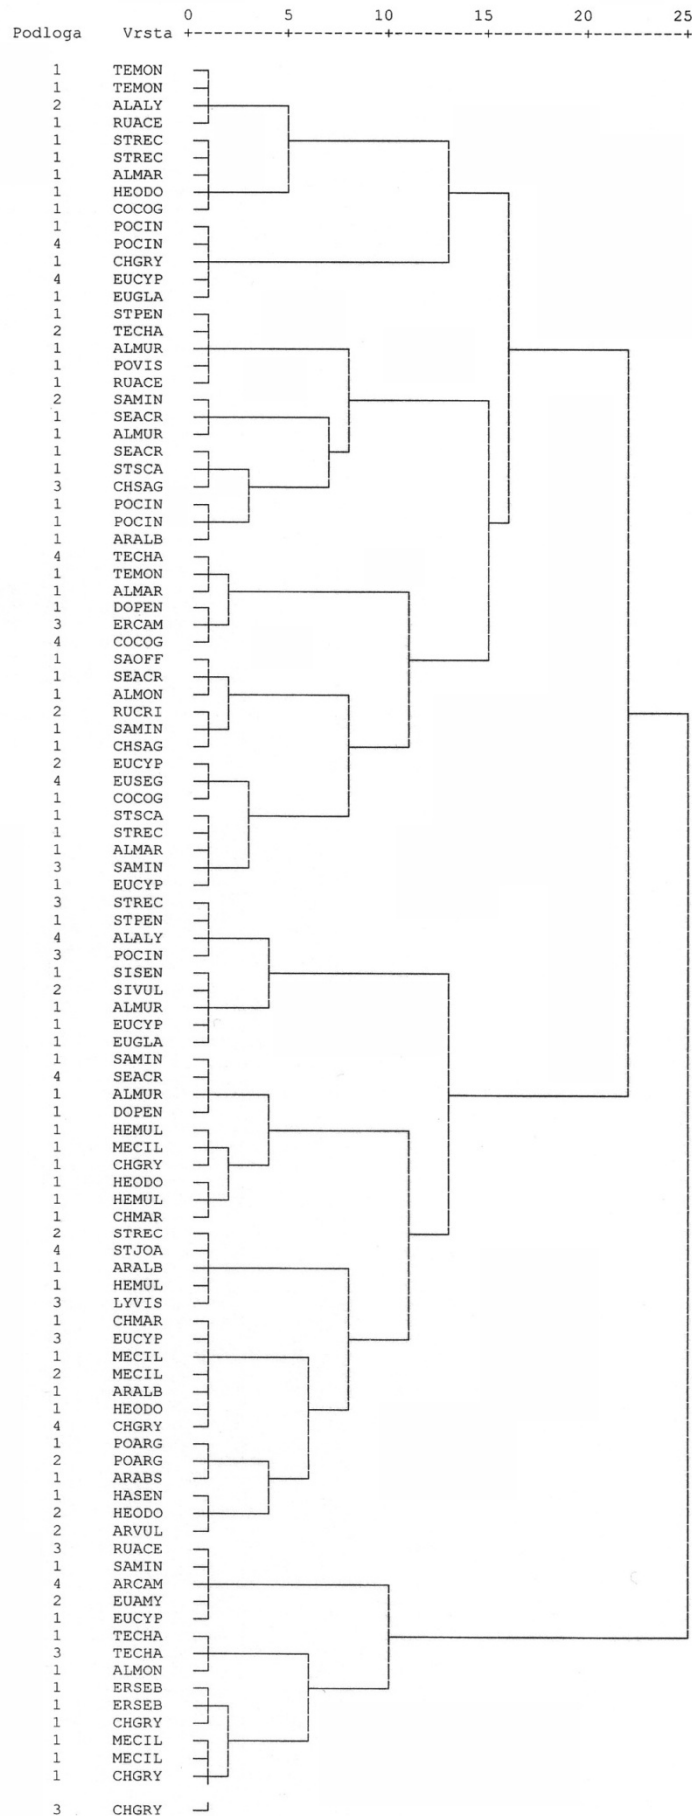 0 5 10 15 20 25
Podloga Vrsta
1 TEMON
1 TEMON
2 ALALY
1 RUACE
1 STREC
1 STREC
1 ALMAR
1 HEODO
1 COCOG
1 POCIN
4 POCIN
1 CHGRY
4 EUCYP
1 EUGLA
1 STPEN
2 TECHA
1 ALMUR
1 POVIS
1 RUACE
2 SAMIN
1 SEACR
1 ALMUR
1 SEACR
1 STSCA
3 CHSAG
1 POCIN
1 POCIN
1 ARALB
4 TECHA
1 TEMON
1 ALMAR
1 DOPEN
3 ERCAM
4 COCOG
1 SAOFF
1 SEACR
1 ALMON
2 RUCRI
1 SAMIN
1 CHSAG
2 EUCYP
4 EUSEG
1 COCOG
1 STSCA
1 STREC
1 ALMAR
3 SAMIN
1 EUCYP
3 STREC
1 STPEN
4 ALALY
3 POCIN
1 SISEN
2 SIVUL
1 ALMUR
1 EUCYP
1 EUGLA
1 SAMIN
4 SEACR
1 ALMUR
1 DOPEN
1 HEMUL
1 MECIL
1 CHGRY
1 HEODO
1 HEMUL
1 CHMAR
2 STREC
4 STJOA
1 ARALB
1 HEMUL
3 LYVIS
1 CHMAR
3 EUCYP
1 MECIL
2 MECIL
1 ARALB
1 HEODO
4 CHGRY
1 POARG
2 POARG
1 ARABS
1 HASEN
2 HEODO
2 ARVUL
3 RUACE
1 SAMIN
4 ARCAM
2 EUAMY
1 EUCYP
1 TECHA
3 TECHA
1 ALMON
1 ERSEB
1 ERSEB
1 CHGRY
1 MECIL
1 MECIL
1 CHGRY
3 CHGRY